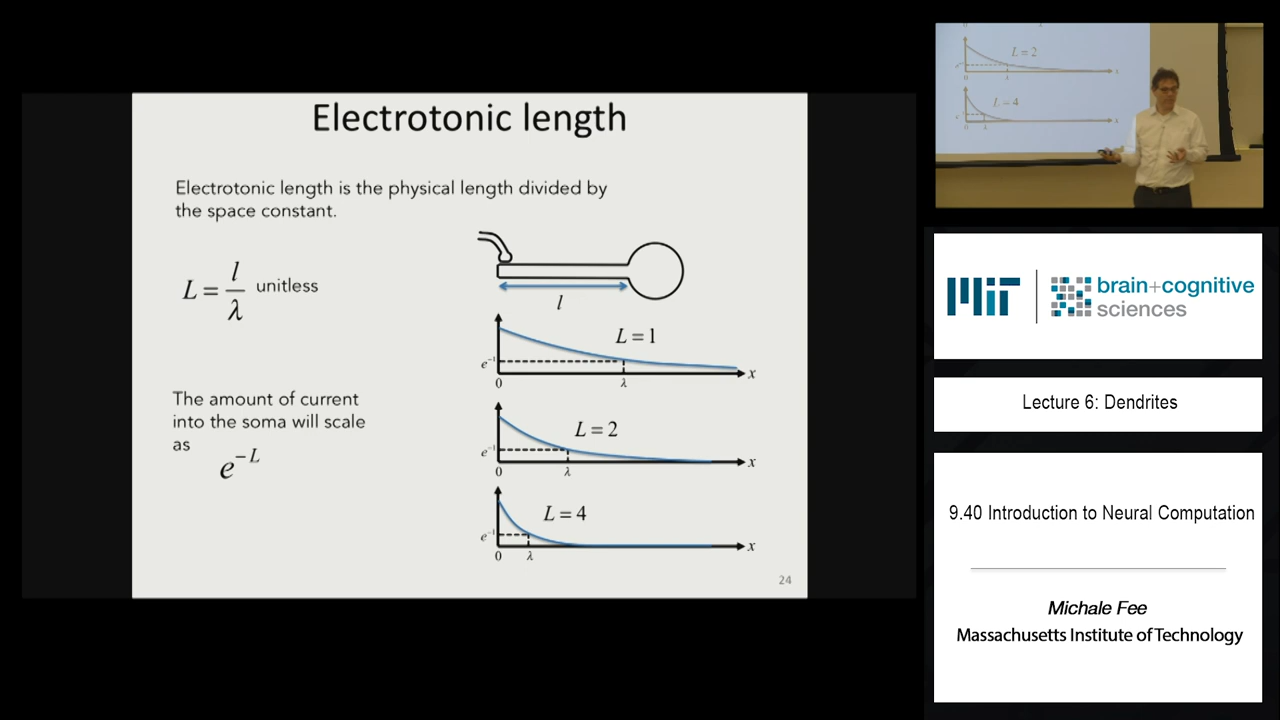 Electrotonic length
Electrotonic length is the physical length divided by
the space constant.
L = l / λ unitless
l
L = 1
e⁻¹
0
λ
x
The amount of current
into the soma will scale
as
e^{-L}
L = 2
e⁻¹
0
λ
x
L = 4
e⁻¹
0
λ
x
24
L = 2
L = 4
MIT
brain+cognitive
sciences
Lecture 6: Dendrites
9.40 Introduction to Neural Computation
Michale Fee
Massachusetts Institute of Technology